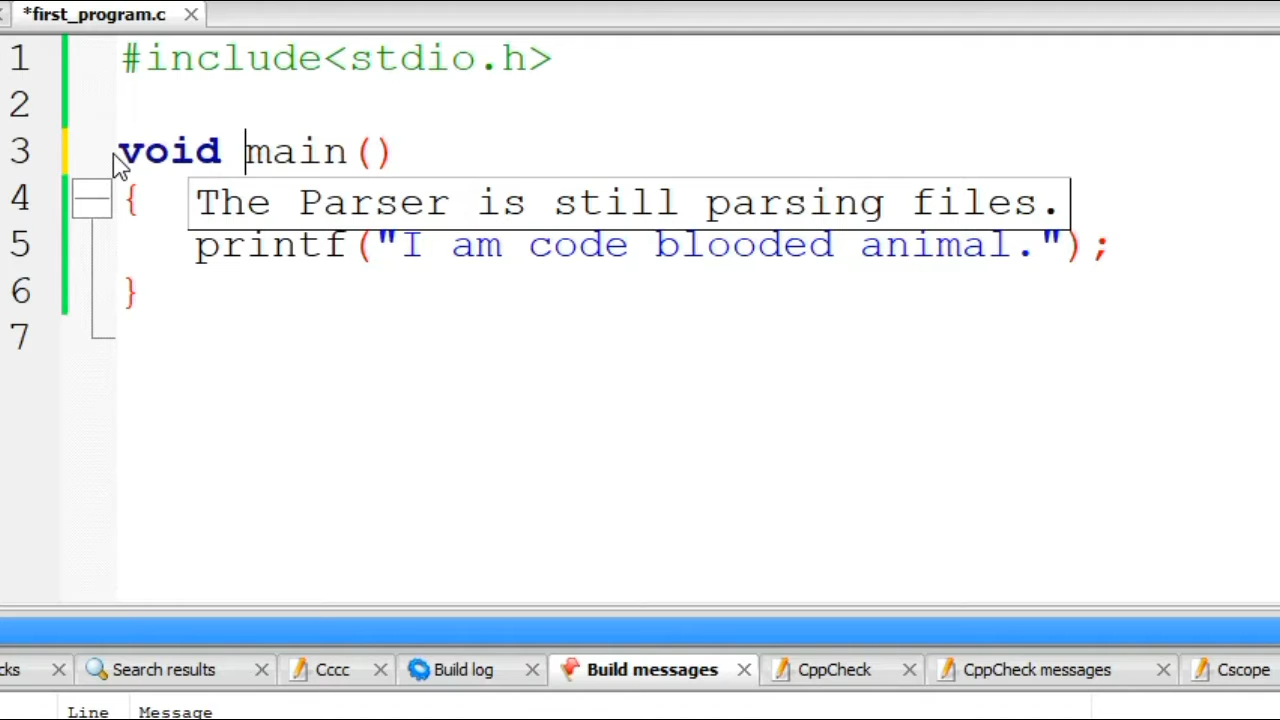 *first_program.c
1 #include<stdio.h>
2
3 void main()
4 {
The Parser is still parsing files.
5 printf("I am code blooded animal.");
6 }
7
cks Search results Cccc Build log Build messages CppCheck CppCheck messages Cscope
Line Message